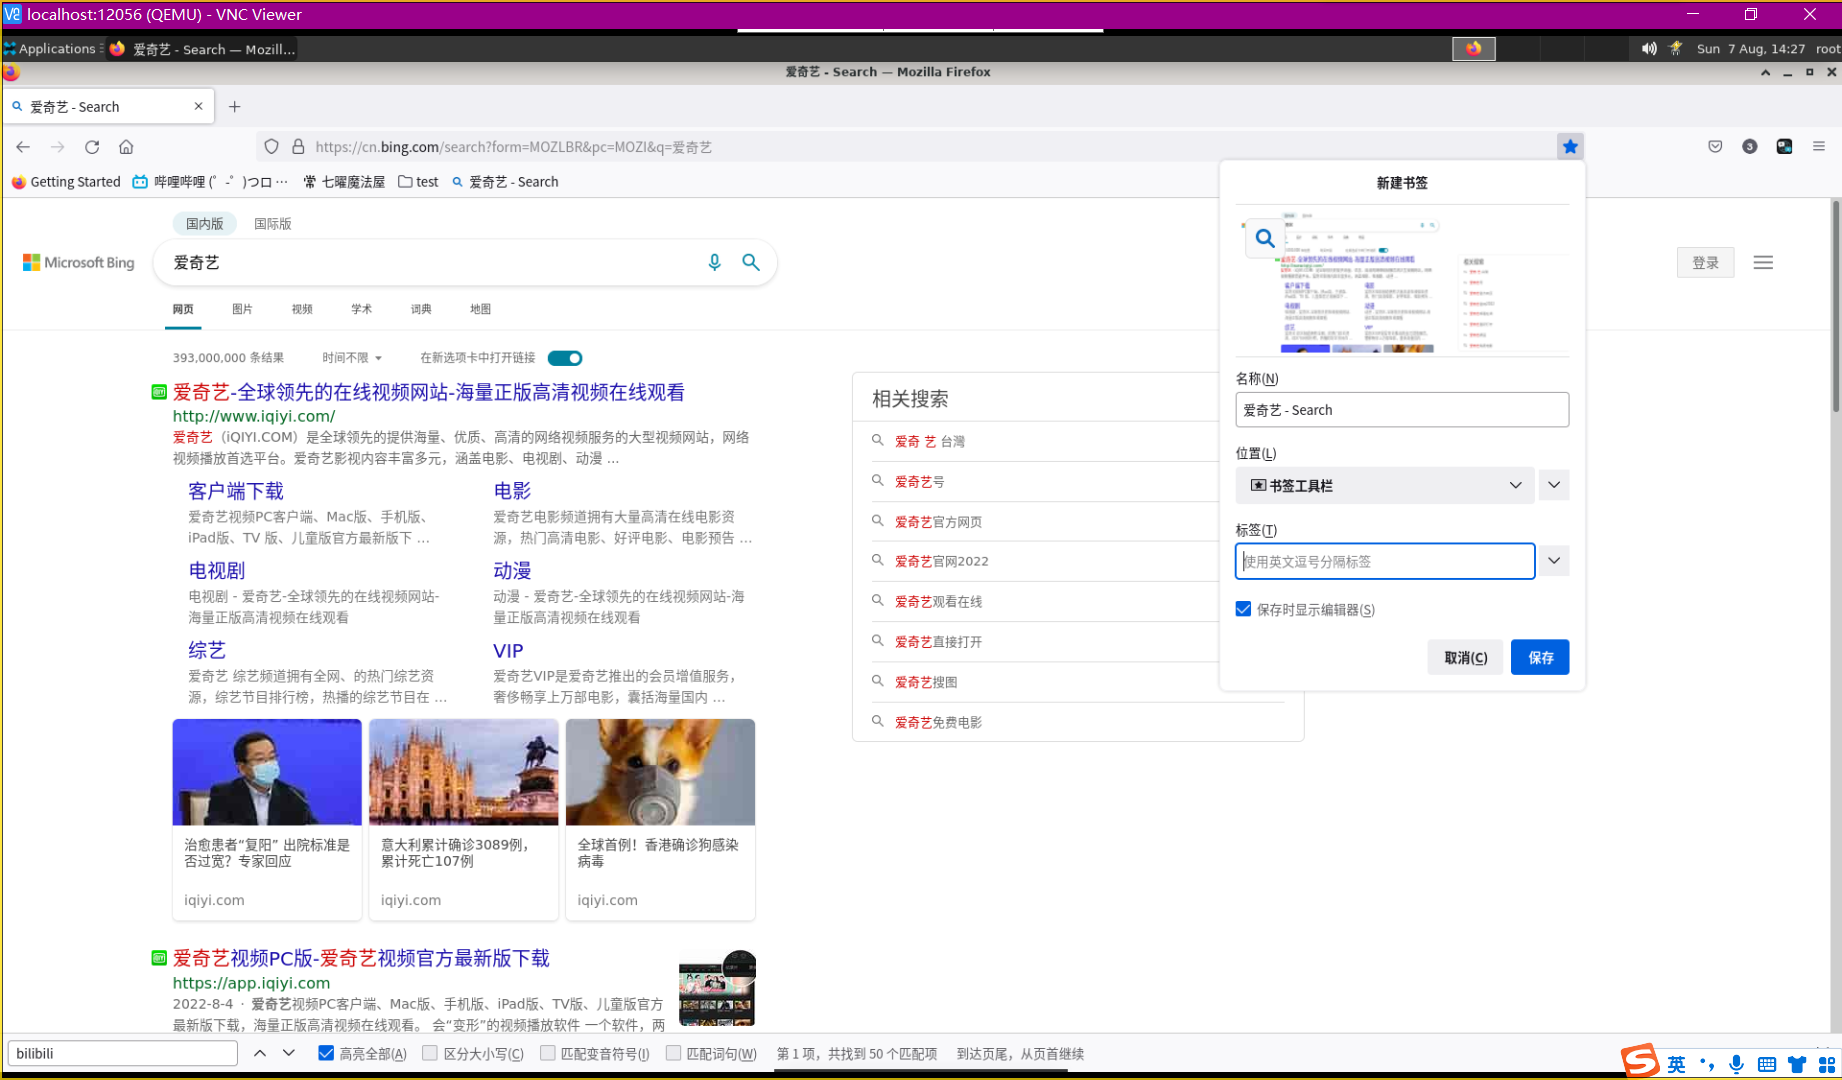 localhost:12056 (QEMU) - VNC Viewer
Applications
爱奇艺 - Search — Mozill...
Sun 7 Aug, 14:27 root
爱奇艺 - Search — Mozilla Firefox
爱奇艺 - Search
https://cn.bing.com/search?form=MOZLBR&pc=MOZI&q=爱奇艺
3
Getting Started
哔哩哔哩 (゜-゜)つロ ...
常 七曜魔法屋
test
爱奇艺 - Search
国内版
国际版
Microsoft Bing
爱奇艺
登录
网页
图片
视频
学术
词典
地图
393,000,000 条结果
时间不限
在新选项卡中打开链接
爱奇艺-全球领先的在线视频网站-海量正版高清视频在线观看
http://www.iqiyi.com/
爱奇艺（iQIYI.COM）是全球领先的提供海量、优质、高清的网络视频服务的大型视频网站，网络
视频播放首选平台。爱奇艺影视内容丰富多元，涵盖电影、电视剧、动漫 ...
客户端下载
爱奇艺视频PC客户端、Mac版、手机版、
iPad版、TV 版、儿童版官方最新版下 ...
电影
爱奇艺电影频道拥有大量高清在线电影资
源，热门高清电影、好评电影、电影预告 ...
电视剧
电视剧 - 爱奇艺-全球领先的在线视频网站-
海量正版高清视频在线观看
动漫
动漫 - 爱奇艺-全球领先的在线视频网站-海
量正版高清视频在线观看
综艺
爱奇艺 综艺频道拥有全网、的热门综艺资
源，综艺节目排行榜，热播的综艺节目在 ...
VIP
爱奇艺VIP是爱奇艺推出的会员增值服务，
奢侈畅享上万部电影，囊括海量国内 ...
治愈患者“复阳” 出院标准是
否过宽？专家回应
iqiyi.com
意大利累计确诊3089例，
累计死亡107例
iqiyi.com
全球首例！香港确诊狗感染
病毒
iqiyi.com
爱奇艺视频PC版-爱奇艺视频官方最新版下载
https://app.iqiyi.com
2022-8-4 · 爱奇艺视频PC客户端、Mac版、手机版、iPad版、TV版、儿童版官方
最新版下载，海量正版高清视频在线观看。 会“变形”的视频播放软件 一个软件，两
相关搜索
爱奇 艺 台灣
爱奇艺号
爱奇艺官方网页
爱奇艺官网2022
爱奇艺观看在线
爱奇艺直接打开
爱奇艺搜图
爱奇艺免费电影
新建书签
名称(N)
爱奇艺 - Search
位置(L)
书签工具栏
标签(T)
使用英文逗号分隔标签
保存时显示编辑器(S)
取消(C)
保存
bilibili
高亮全部(A)
区分大小写(C)
匹配变音符号(I)
匹配词句(W)
第 1 项，共找到 50 个匹配项
到达页尾，从页首继续
英